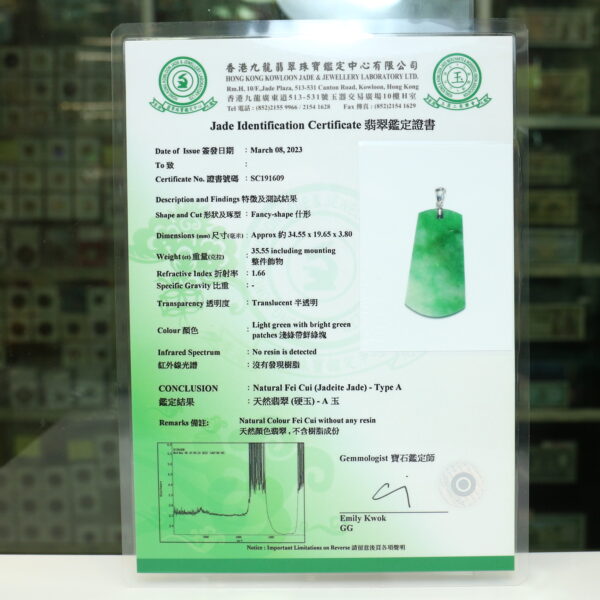 香港九龍翡翠珠寶鑑定中心有限公司
HONG KONG KOWLOON JADE & JEWELLERY LABORATORY LTD.
Rm.H, 10/F.,Jade Plaza, 513-531 Canton Road, Kowloon, Hong Kong
香港九龍廣東道513-531號玉器交易廣場10樓H室
Tel 電話 - (852)2155 9966 / 2154 1628 Fax 傳真 : (852)2154 1629
玉
Jade Identification Certificate 翡翠鑑定證書
Date of Issue 簽發日期 : March 08, 2023
To 致 :
Certificate No. 證書號碼 : SC191609
Description and Findings 特徵及測試結果
Shape and Cut 形狀及琢型 : Fancy-shape 什形
Dimensions (mm) 尺寸(毫米) : Approx 約 34.55 x 19.65 x 3.80
Weight (ct) 重量(克拉) : 35.55 including mounting
整件飾物
Refractive Index 折射率 : 1.66
Specific Gravity 比重 : -
Transparency 透明度 : Translucent 半透明
Colour 顏色 : Light green with bright green
patches 淺綠帶鮮綠塊
Infrared Spectrum : No resin is detected
紅外線光譜 : 沒有發現樹脂
CONCLUSION : Natural Fei Cui (Jadeite Jade) - Type A
鑑定結果 : 天然翡翠 (硬玉) - A 玉
Remarks 備註: Natural Colour Fei Cui without any resin
天然顏色翡翠，不含樹脂成份
Gemmologist 寶石鑑定師
Emily Kwok
GG
Notice : Important Limitations on Reverse 請留意後頁各項聲明